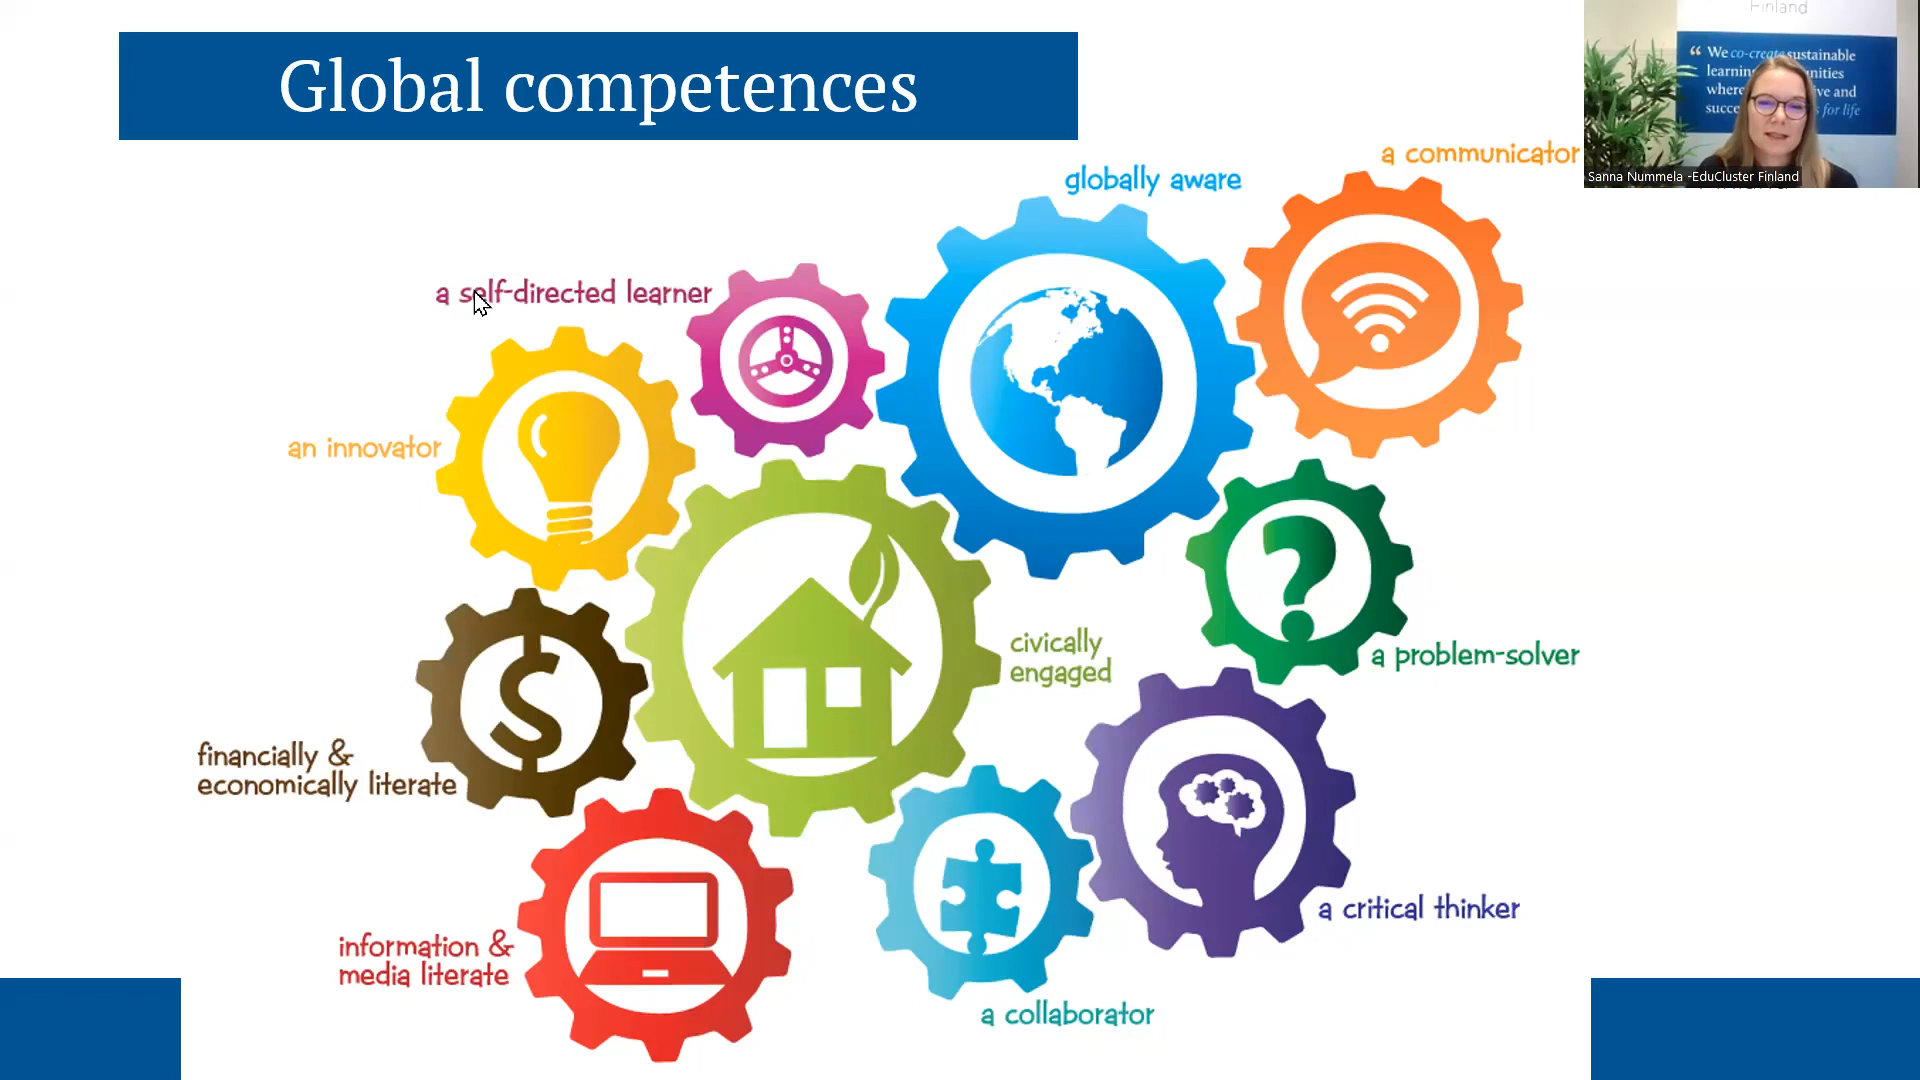 Global competences
Finland
“ We co-create sustainable
where
for life
Sanna Nummela -EduCluster Finland
a communicator
globally aware
a self-directed learner
an innovator
civically
engaged
a problem-solver
financially &
economically literate
a critical thinker
information &
media literate
a collaborator